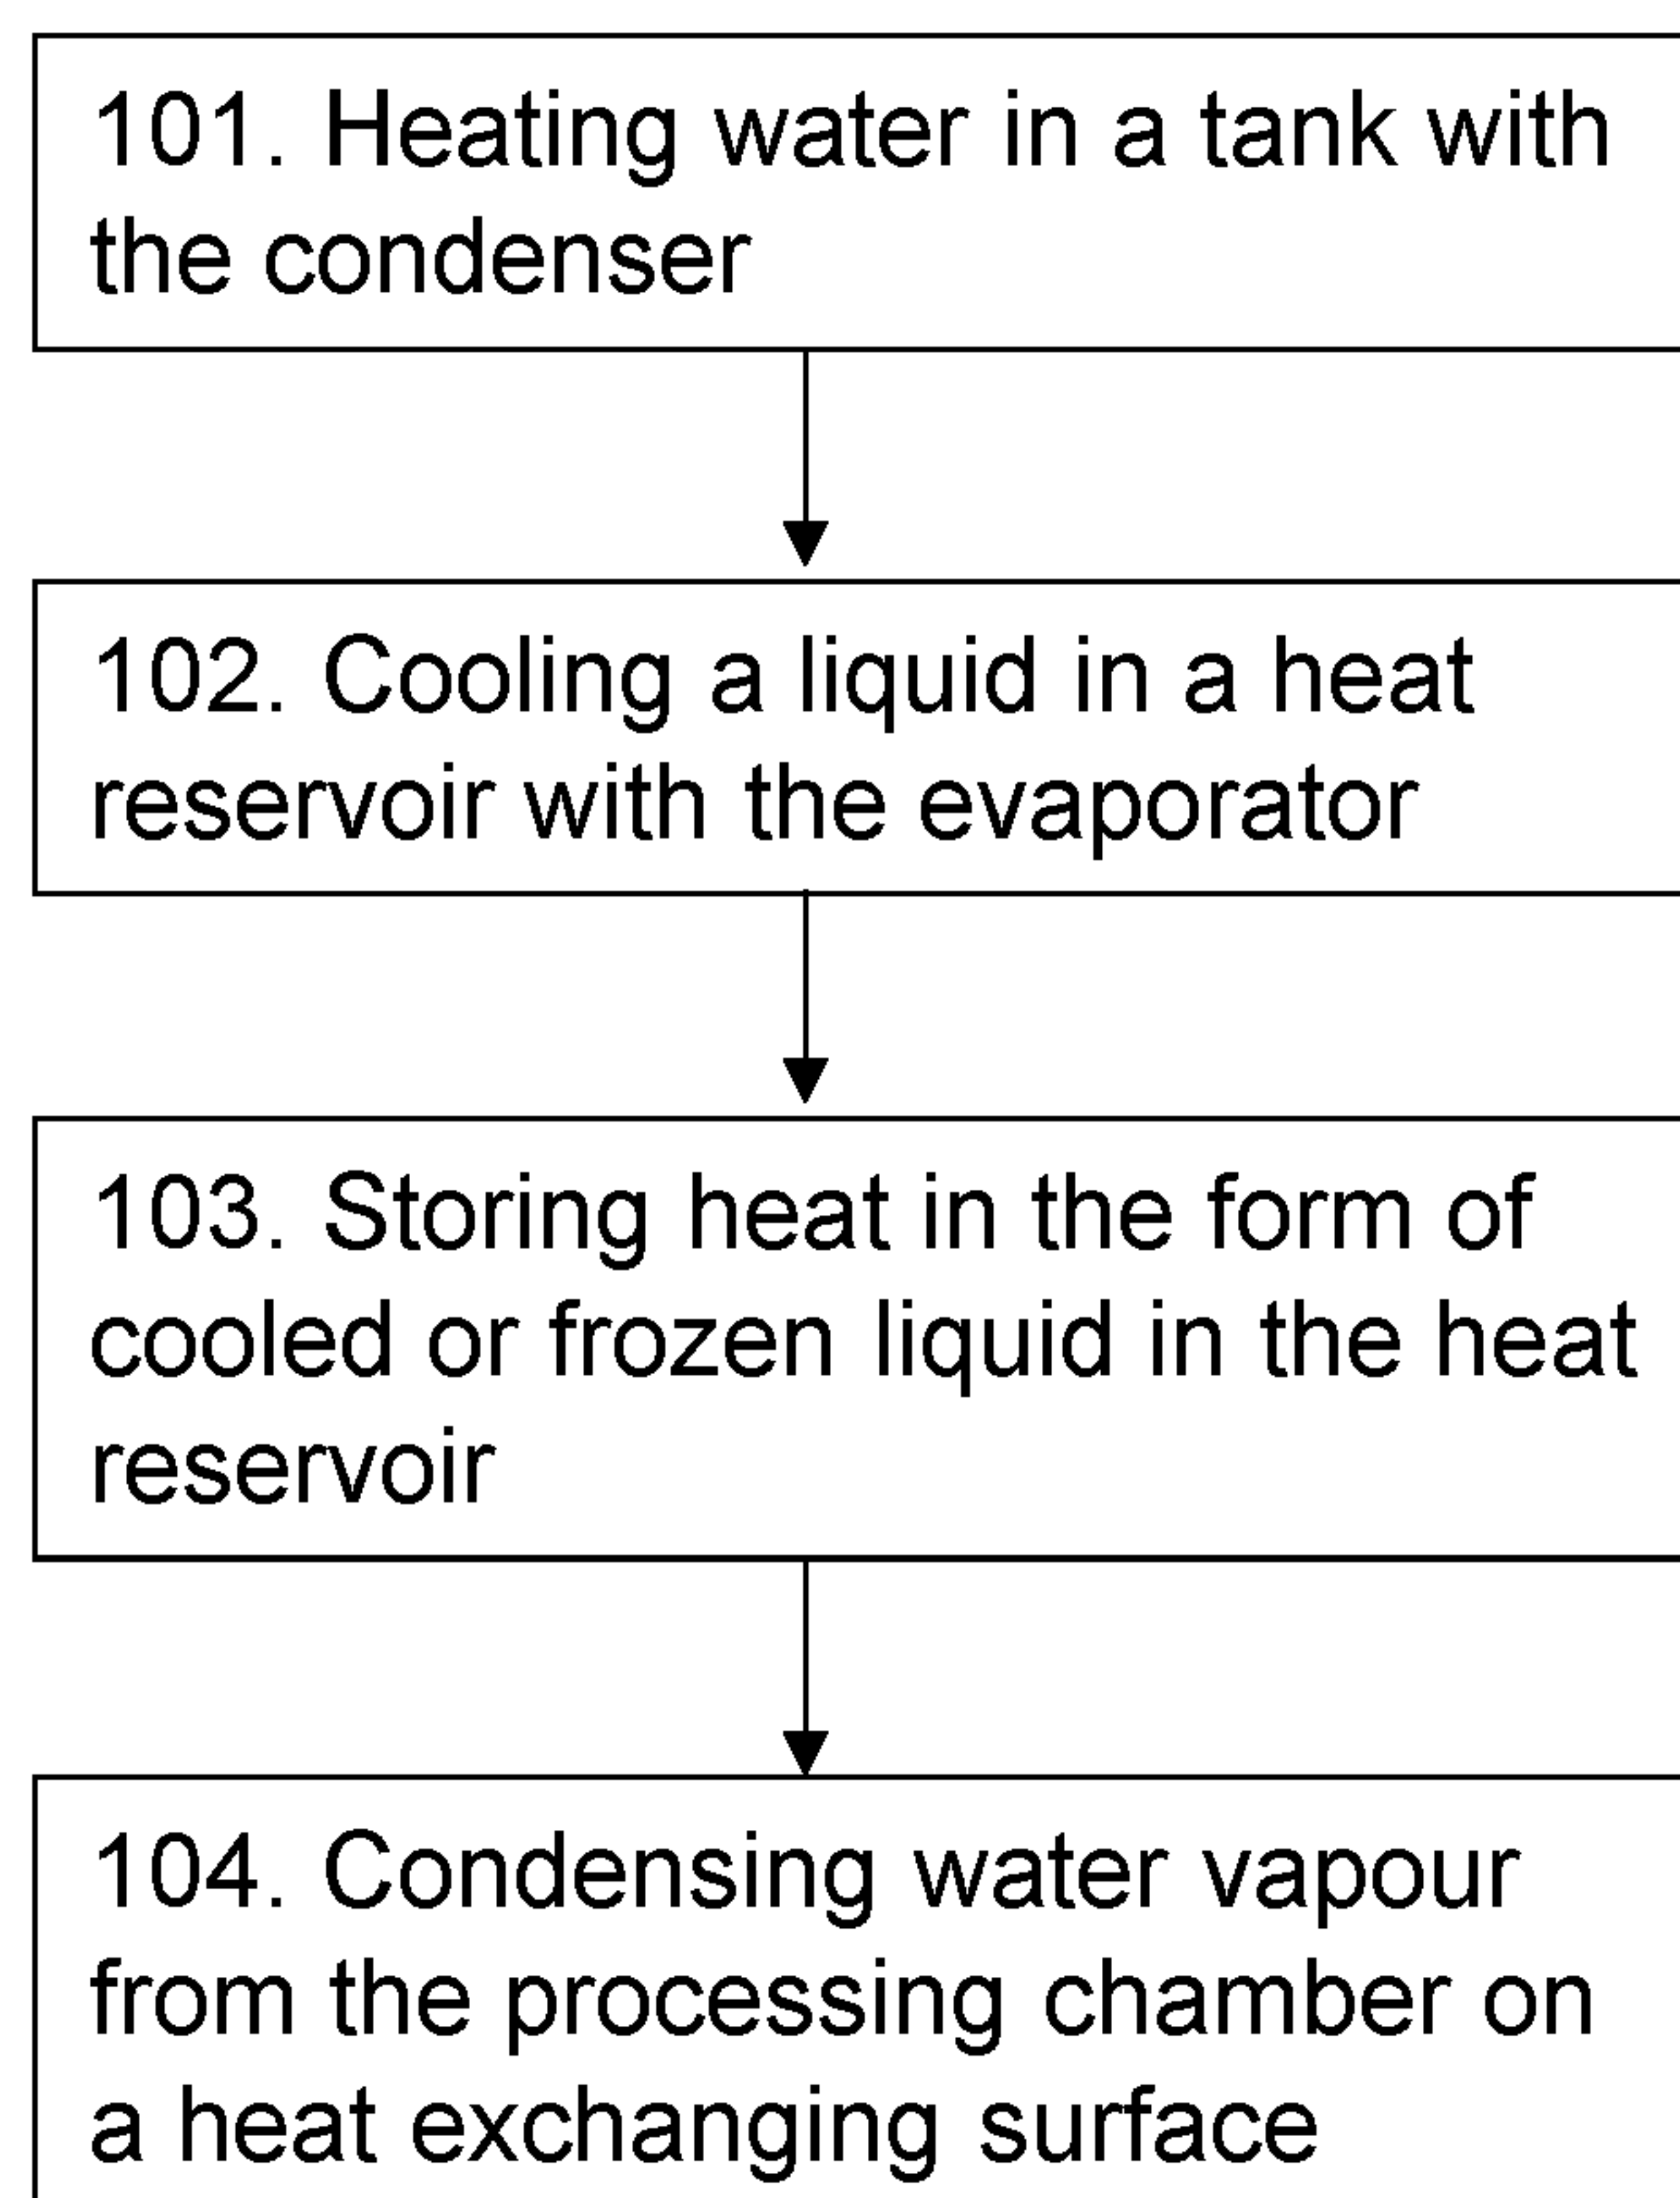 101. Heating water in a tank with
the condenser
102. Cooling a liquid in a heat
reservoir with the evaporator
103. Storing heat in the form of
cooled or frozen liquid in the heat
reservoir
104. Condensing water vapour
from the processing chamber on
a heat exchanging surface